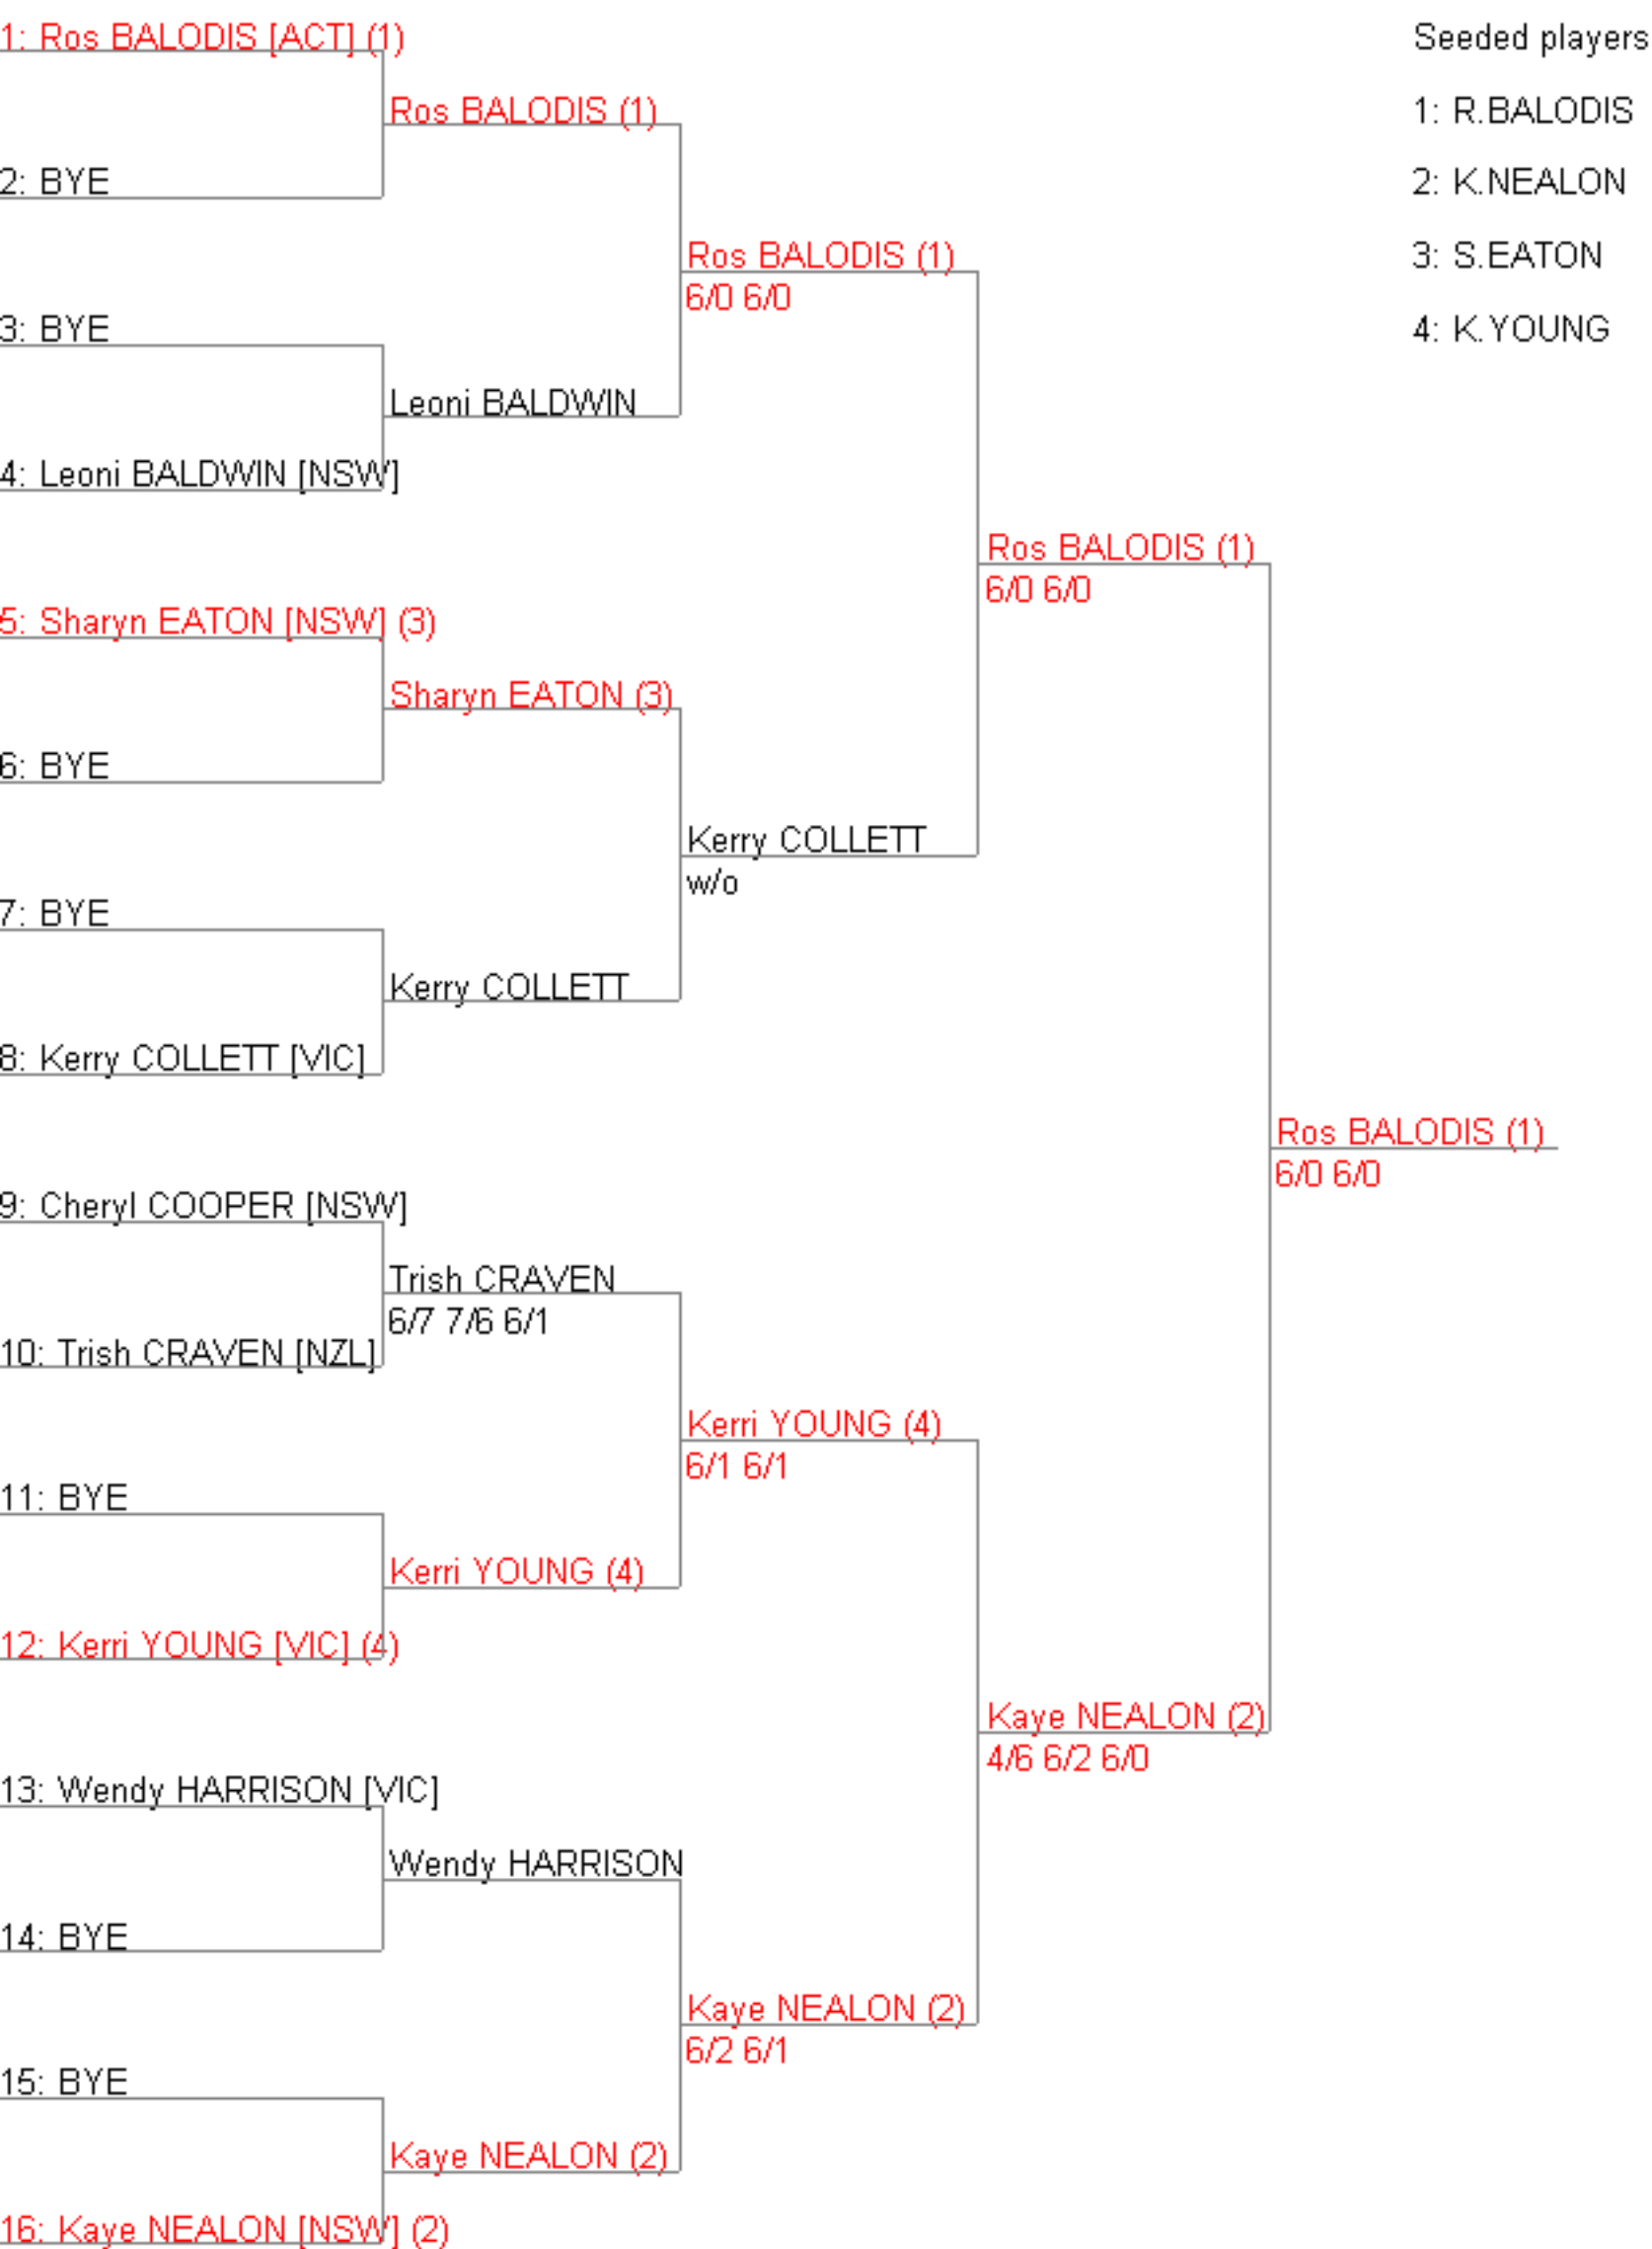 1: Ros BALODIS [ACT] (1)
Ros BALODIS (1)
2: BYE
Ros BALODIS (1)
6/0 6/0
3: BYE
Leoni BALDWIN
4: Leoni BALDWIN [NSW]
Ros BALODIS (1)
6/0 6/0
5: Sharyn EATON [NSW] (3)
Sharyn EATON (3)
6: BYE
Kerry COLLETT
w/o
7: BYE
Kerry COLLETT
8: Kerry COLLETT [VIC]
Ros BALODIS (1)
6/0 6/0
9: Cheryl COOPER [NSW]
Trish CRAVEN
6/7 7/6 6/1
10: Trish CRAVEN [NZL]
Kerri YOUNG (4)
6/1 6/1
11: BYE
Kerri YOUNG (4)
12: Kerri YOUNG [VIC] (4)
Kaye NEALON (2)
4/6 6/2 6/0
13: Wendy HARRISON [VIC]
Wendy HARRISON
14: BYE
Kaye NEALON (2)
6/2 6/1
15: BYE
Kaye NEALON (2)
16: Kaye NEALON [NSW] (2)
Seeded players
1: R.BALODIS
2: K.NEALON
3: S.EATON
4: K.YOUNG